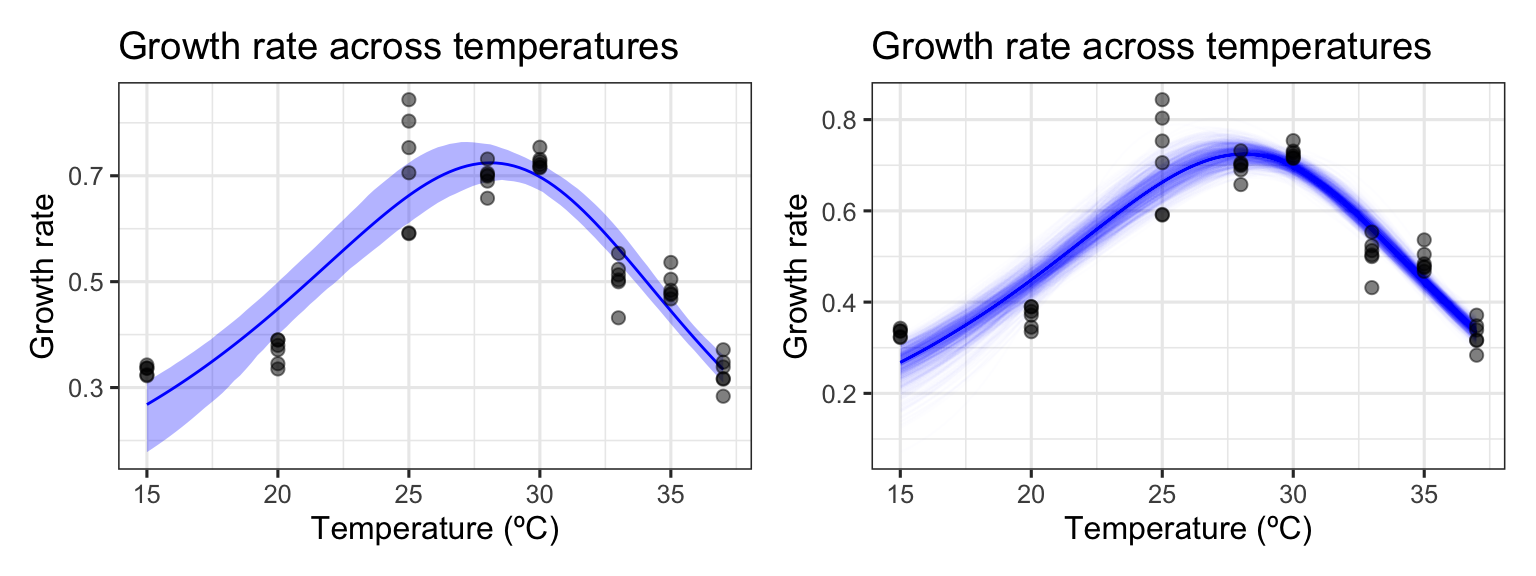 Growth rate across temperatures
Growth rate
0.7
0.5
0.3
15 20 25 30 35
Temperature (ºC)
Growth rate across temperatures
Growth rate
0.8
0.6
0.4
0.2
15 20 25 30 35
Temperature (ºC)